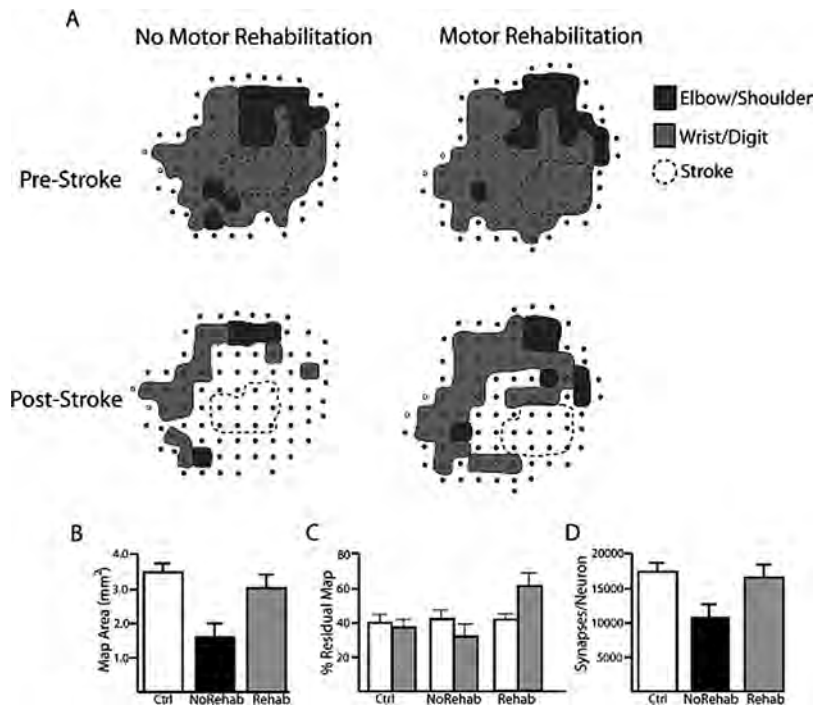 A
No Motor Rehabilitation
Motor Rehabilitation
Elbow/Shoulder
Wrist/Digit
Stroke
Pre-Stroke
Post-Stroke
B
4.0
3.0
2.0
1.0
Map Area (mm²)
Ctrl NoRehab Rehab
C
80
60
40
20
% Residual Map
Ctrl NoRehab Rehab
D
20000
15000
10000
5000
Synapses/Neuron
Ctrl NoRehab Rehab